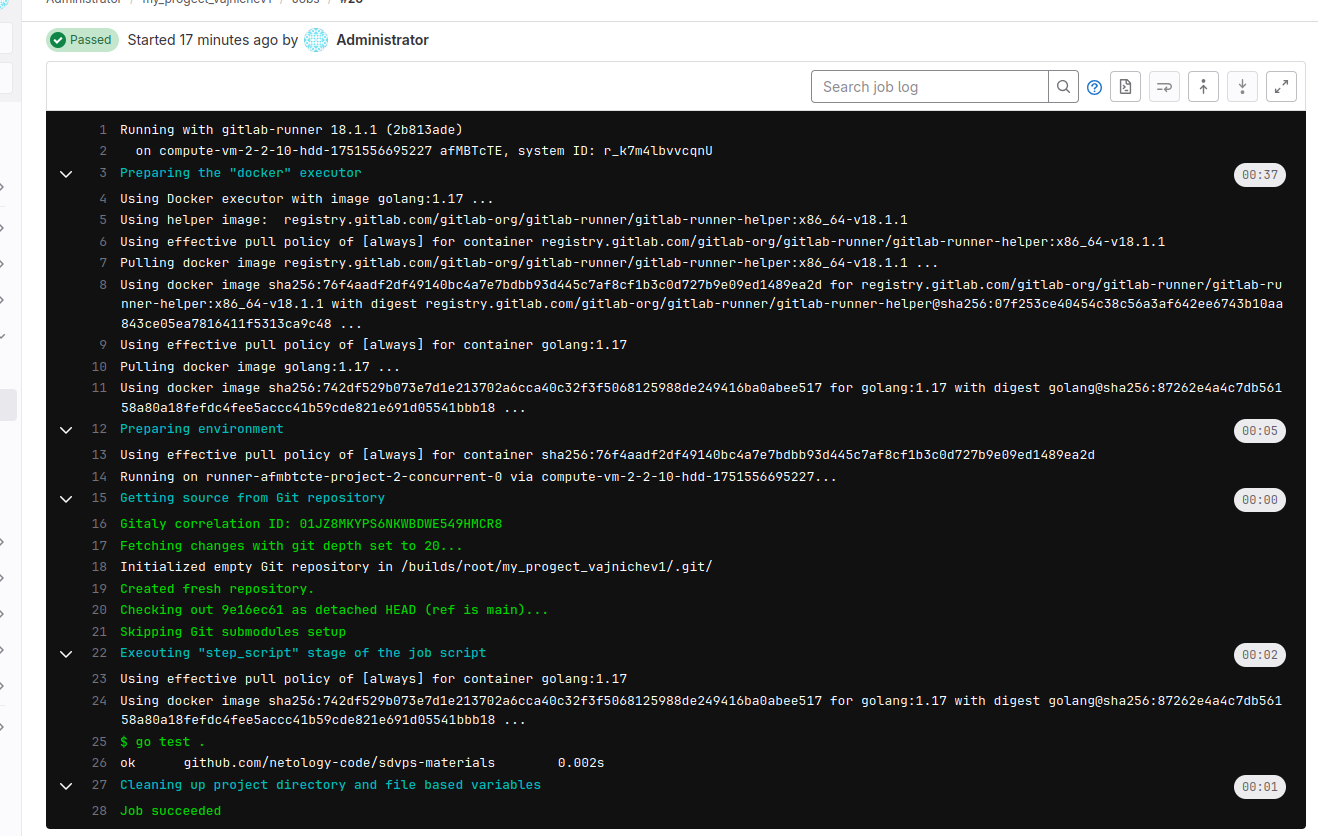 Administrator / my_progect_vajnichev1 / Jobs / #26
Passed Started 17 minutes ago by Administrator
Search job log
1 Running with gitlab-runner 18.1.1 (2b813ade)
2 on compute-vm-2-2-10-hdd-1751556695227 afMBTcTE, system ID: r_k7m4lbvvcqnU
3 Preparing the "docker" executor 00:37
4 Using Docker executor with image golang:1.17 ...
5 Using helper image:  registry.gitlab.com/gitlab-org/gitlab-runner/gitlab-runner-helper:x86_64-v18.1.1
6 Using effective pull policy of [always] for container registry.gitlab.com/gitlab-org/gitlab-runner/gitlab-runner-helper:x86_64-v18.1.1
7 Pulling docker image registry.gitlab.com/gitlab-org/gitlab-runner/gitlab-runner-helper:x86_64-v18.1.1 ...
8 Using docker image sha256:76f4aadf2df49140bc4a7e7bdbb93d445c7af8cf1b3c0d727b9e09ed1489ea2d for registry.gitlab.com/gitlab-org/gitlab-runner/gitlab-ru
nner-helper:x86_64-v18.1.1 with digest registry.gitlab.com/gitlab-org/gitlab-runner/gitlab-runner-helper@sha256:07f253ce40454c38c56a3af642ee6743b10aa
843ce05ea7816411f5313ca9c48 ...
9 Using effective pull policy of [always] for container golang:1.17
10 Pulling docker image golang:1.17 ...
11 Using docker image sha256:742df529b073e7d1e213702a6cca40c32f3f5068125988de249416ba0abee517 for golang:1.17 with digest golang@sha256:87262e4a4c7db561
58a80a18fefdc4fee5accc41b59cde821e691d05541bbb18 ...
12 Preparing environment 00:05
13 Using effective pull policy of [always] for container sha256:76f4aadf2df49140bc4a7e7bdbb93d445c7af8cf1b3c0d727b9e09ed1489ea2d
14 Running on runner-afmbtcte-project-2-concurrent-0 via compute-vm-2-2-10-hdd-1751556695227...
15 Getting source from Git repository 00:00
16 Gitaly correlation ID: 01JZ8MKYPS6NKWBDWE549HMCR8
17 Fetching changes with git depth set to 20...
18 Initialized empty Git repository in /builds/root/my_progect_vajnichev1/.git/
19 Created fresh repository.
20 Checking out 9e16ec61 as detached HEAD (ref is main)...
21 Skipping Git submodules setup
22 Executing "step_script" stage of the job script 00:02
23 Using effective pull policy of [always] for container golang:1.17
24 Using docker image sha256:742df529b073e7d1e213702a6cca40c32f3f5068125988de249416ba0abee517 for golang:1.17 with digest golang@sha256:87262e4a4c7db561
58a80a18fefdc4fee5accc41b59cde821e691d05541bbb18 ...
25 $ go test .
26 ok github.com/netology-code/sdvps-materials 0.002s
27 Cleaning up project directory and file based variables 00:01
28 Job succeeded